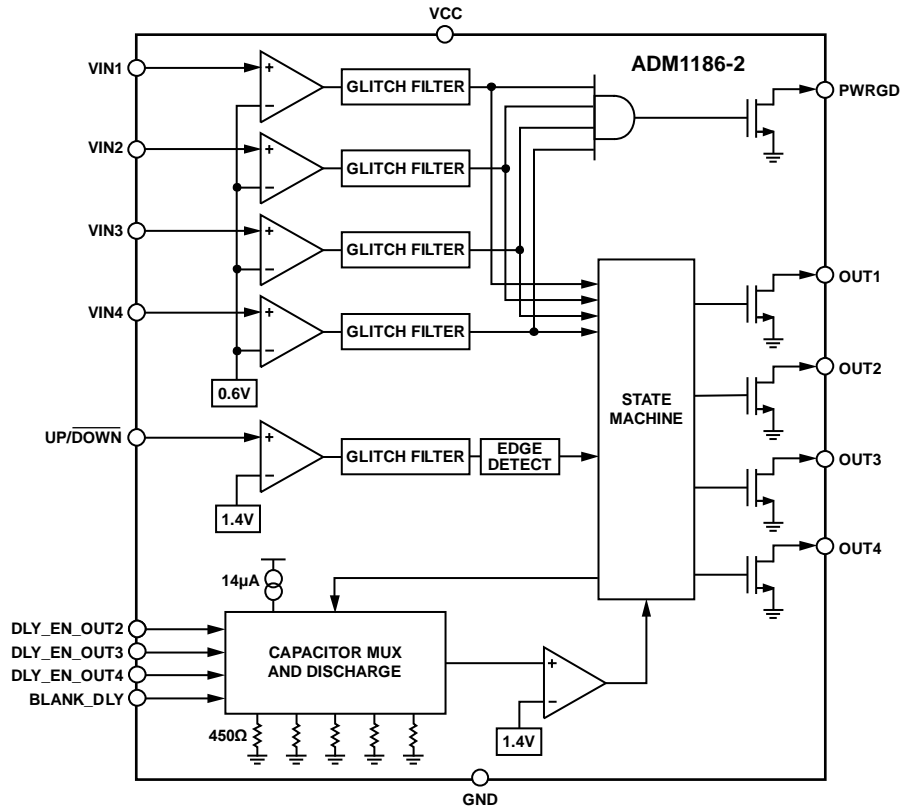 VCC
ADM1186-2
VIN1
+
−
GLITCH FILTER
PWRGD
VIN2
+
−
GLITCH FILTER
VIN3
+
−
GLITCH FILTER
OUT1
VIN4
+
−
GLITCH FILTER
0.6V
OUT2
STATE
MACHINE
UP/DOWN
+
−
GLITCH FILTER
EDGE
DETECT
OUT3
1.4V
OUT4
14µA
DLY_EN_OUT2
DLY_EN_OUT3
DLY_EN_OUT4
BLANK_DLY
CAPACITOR MUX
AND DISCHARGE
+
−
450Ω
1.4V
GND